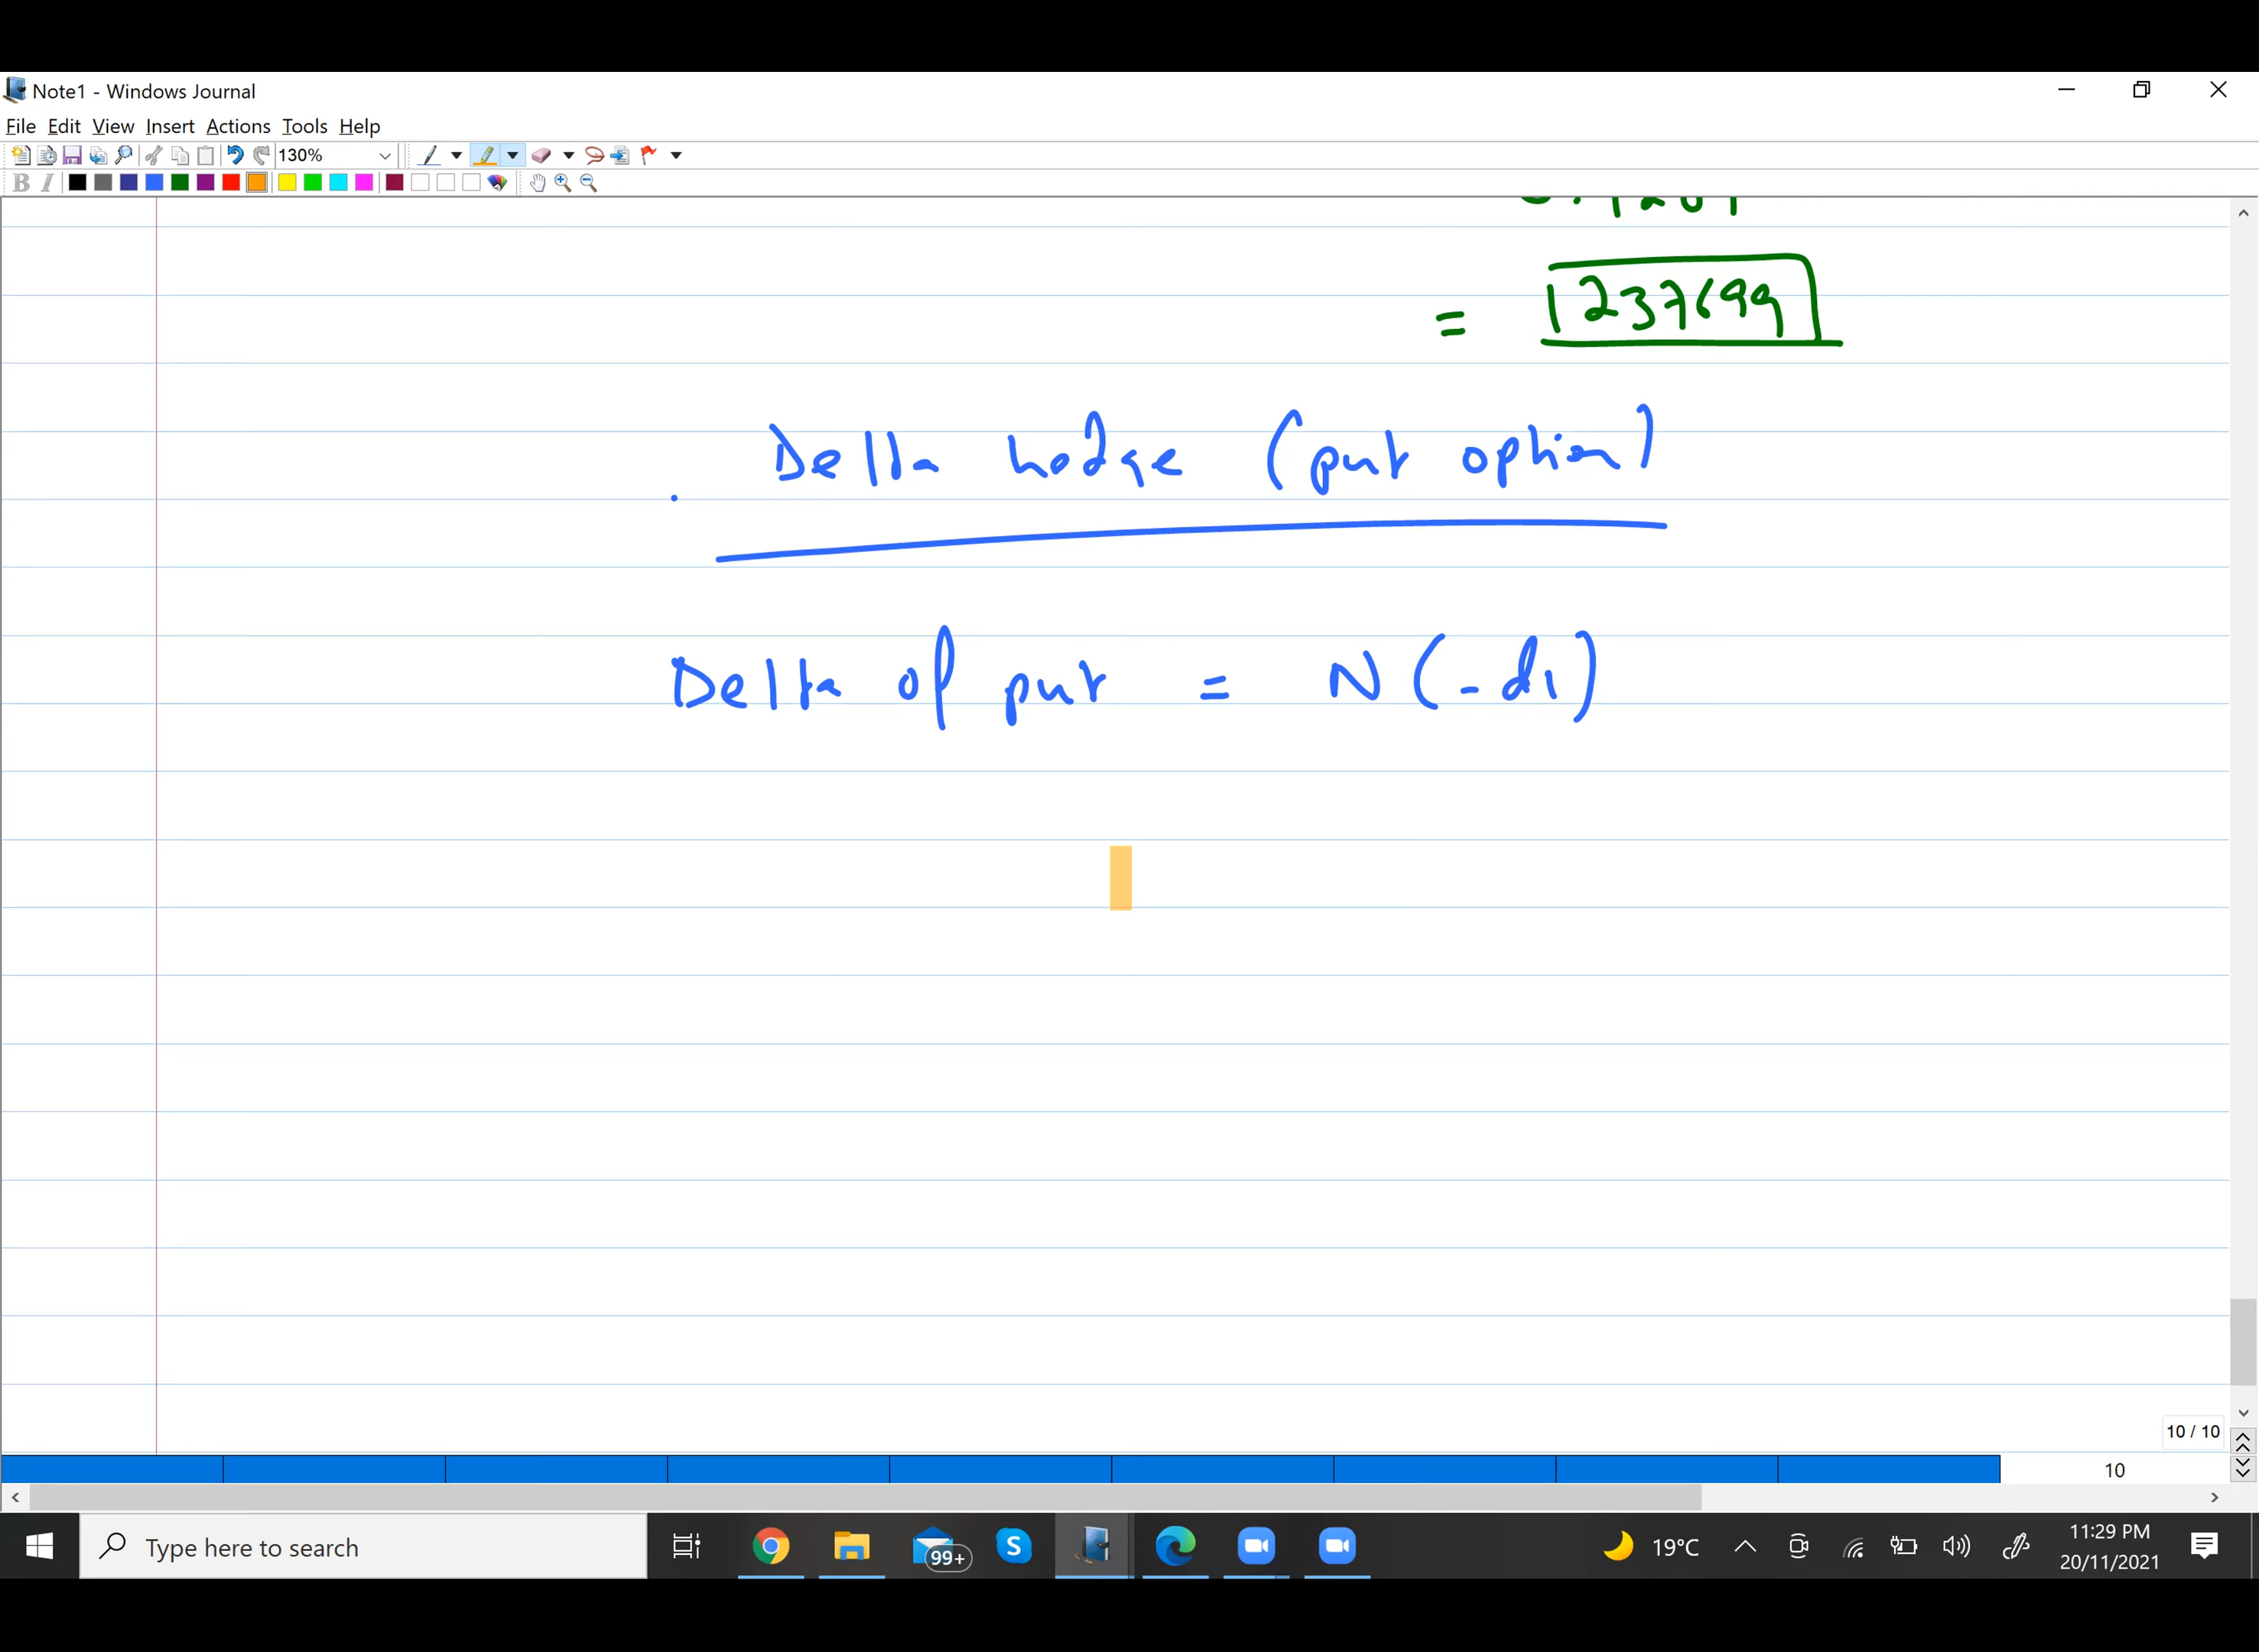 Note1 - Windows Journal
File Edit View Insert Actions Tools Help
130%
B I
= 1237699
Delta hedge (put option)
Delta of put = N(-d1)
10 / 10
10
Type here to search
99+
S
19°C
11:29 PM
20/11/2021